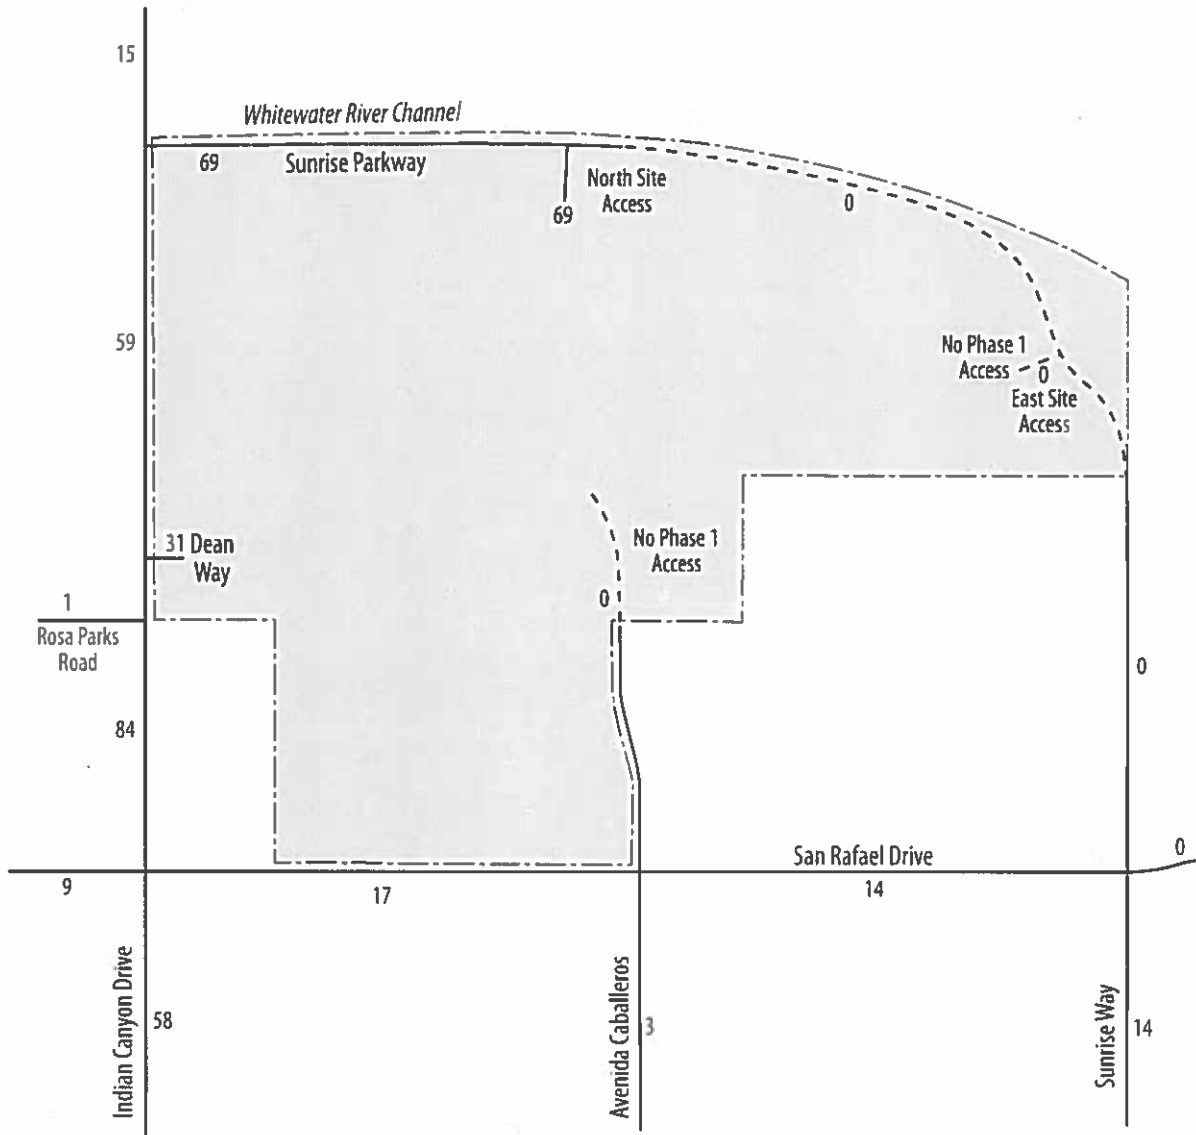 15
Whitewater River Channel
69
Sunrise Parkway
North Site
Access
69
0
59
No Phase 1
Access
0
East Site
Access
31 Dean
Way
No Phase 1
Access
0
1
Rosa Parks
Road
0
84
San Rafael Drive
0
9
17
14
Indian Canyon Drive
58
Avenida Caballeros
3
Sunrise Way
14